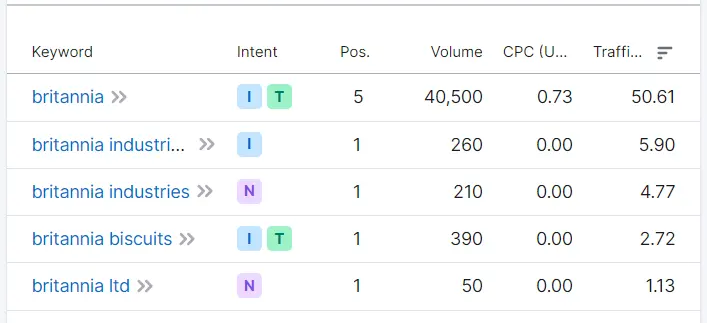 Keyword Intent Pos. Volume CPC (U... Traffi...
britannia I T 5 40,500 0.73 50.61
britannia industri... I 1 260 0.00 5.90
britannia industries N 1 210 0.00 4.77
britannia biscuits I T 1 390 0.00 2.72
britannia ltd N 1 50 0.00 1.13